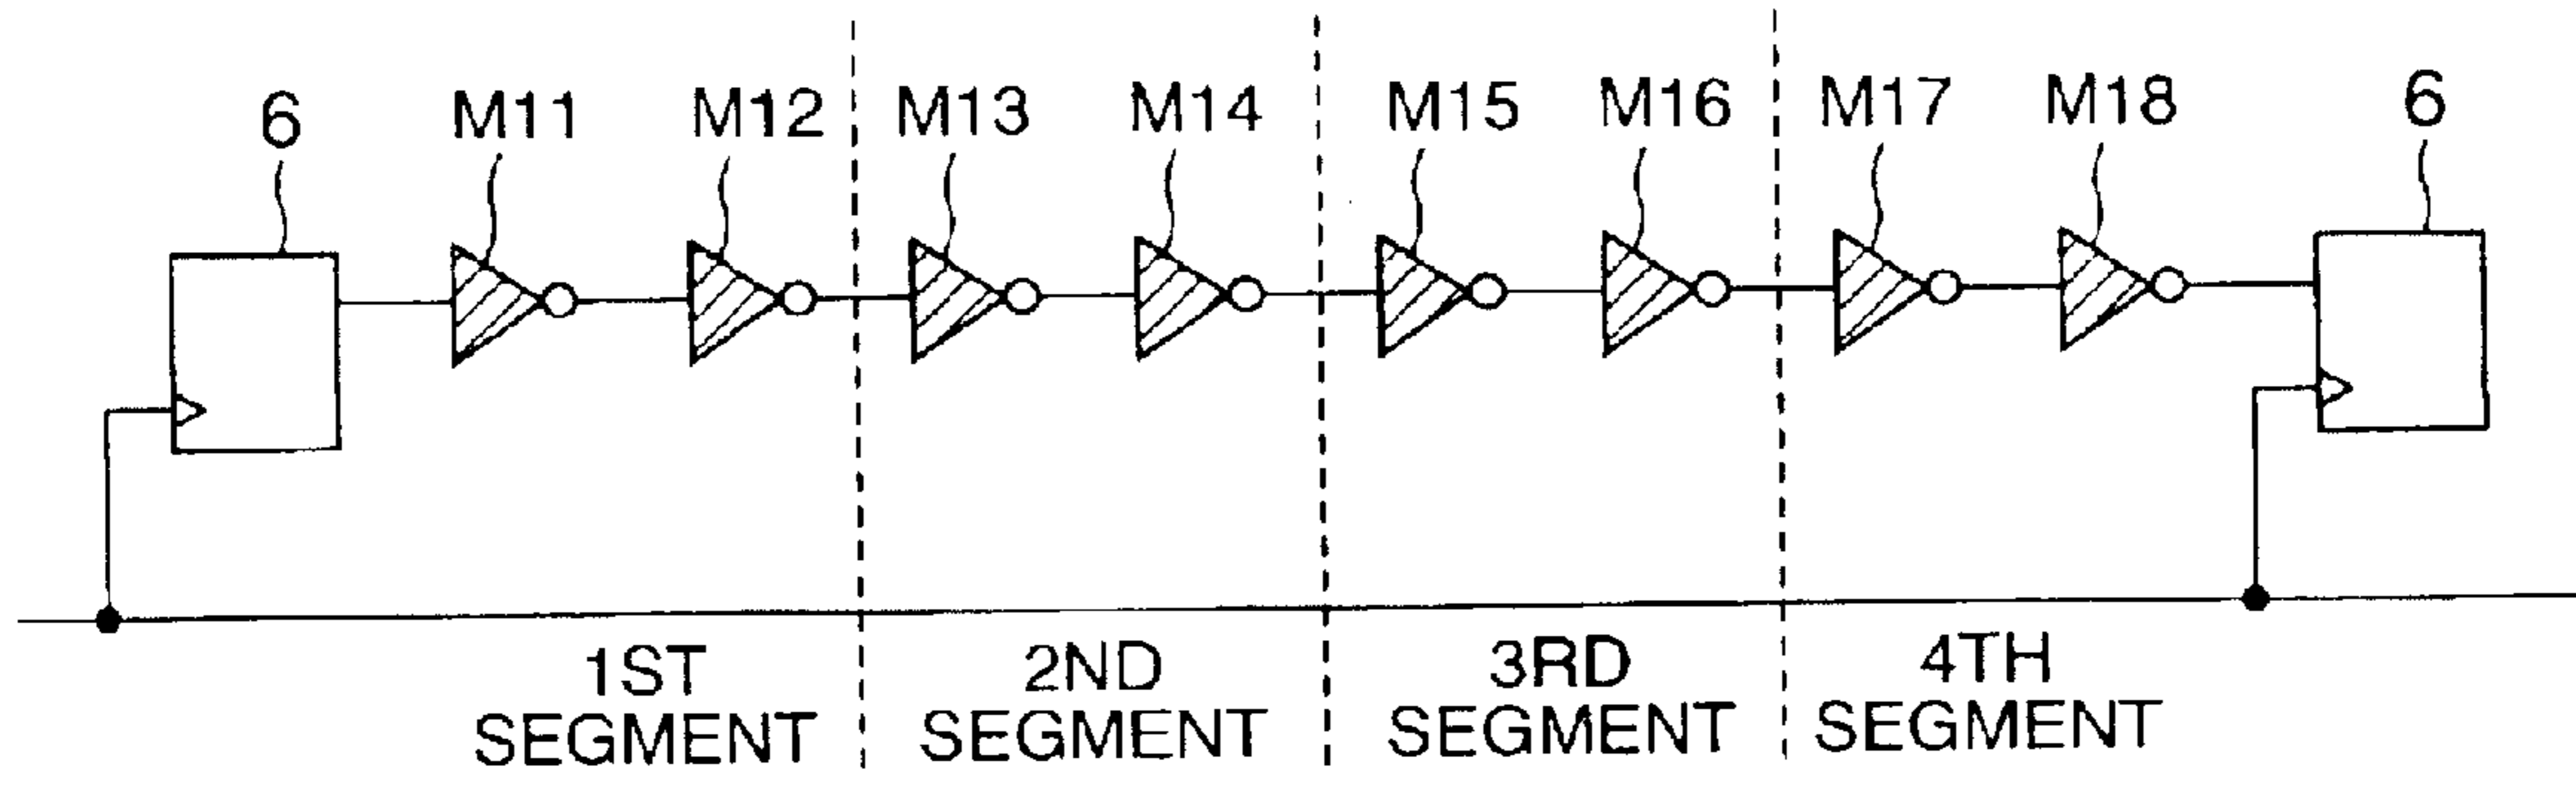 6 M11 M12 M13 M14 M15 M16 M17 M18 6
1ST SEGMENT
2ND SEGMENT
3RD SEGMENT
4TH SEGMENT